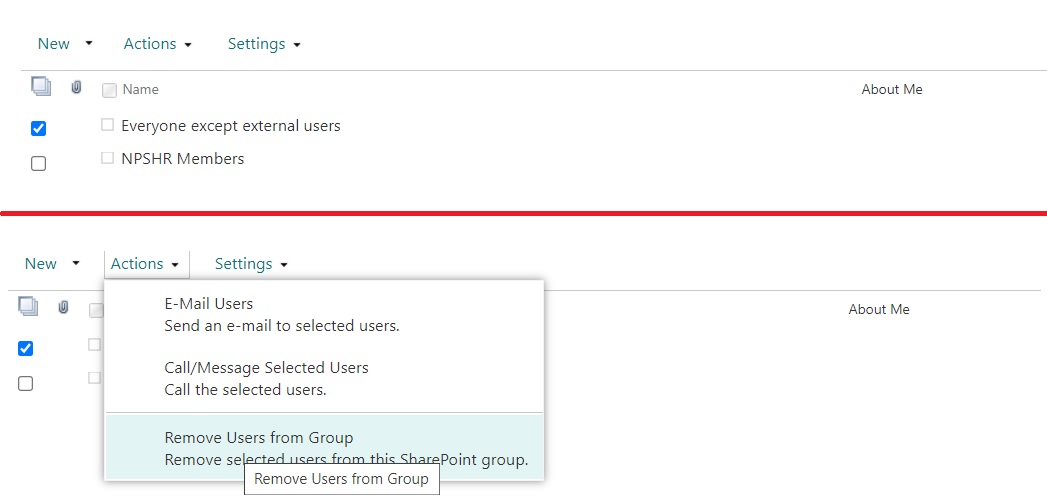 New Actions Settings
Name About Me
Everyone except external users
NPSHR Members
New Actions Settings
About Me
E-Mail Users
Send an e-mail to selected users.
Call/Message Selected Users
Call the selected users.
Remove Users from Group
Remove selected users from this SharePoint group.
Remove Users from Group